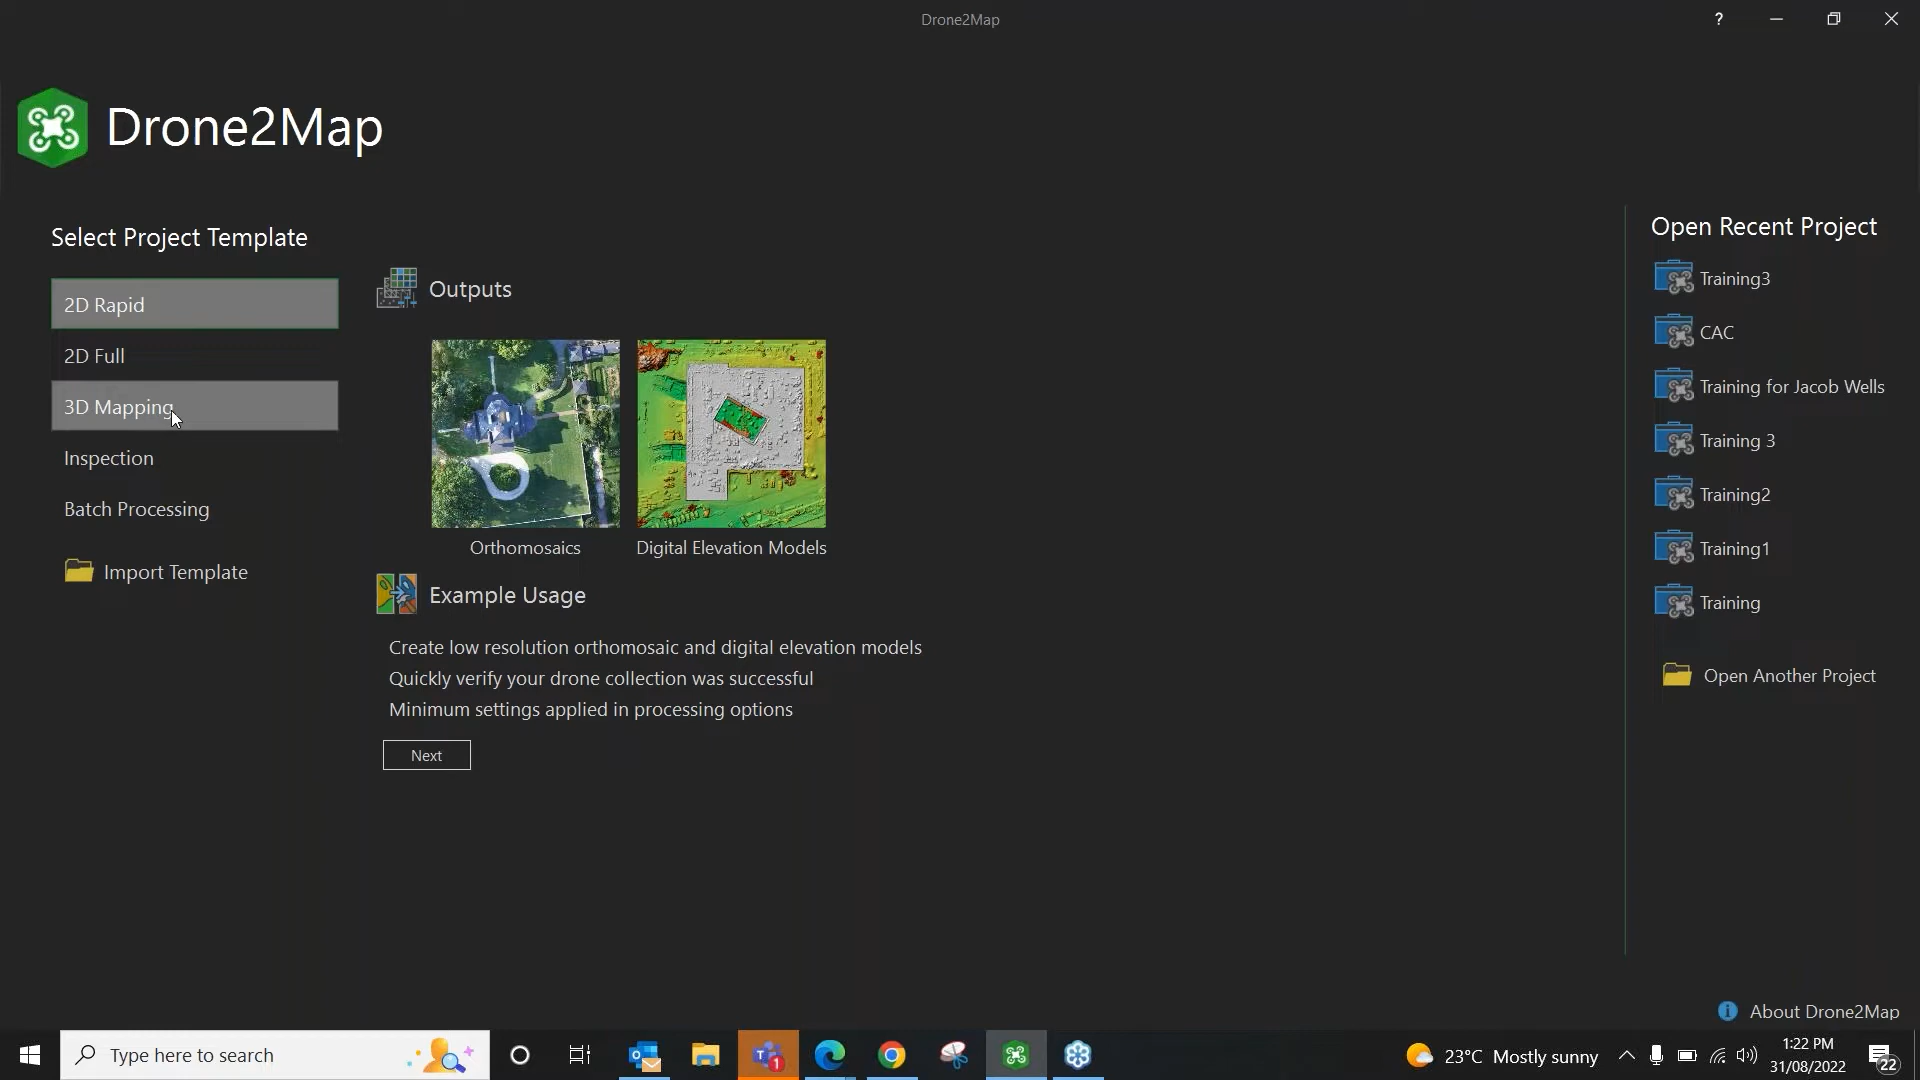 Drone2Map
?
Drone2Map
Select Project Template
2D Rapid
2D Full
3D Mapping
Inspection
Batch Processing
Import Template
Outputs
Orthomosaics
Digital Elevation Models
Example Usage
Create low resolution orthomosaic and digital elevation models
Quickly verify your drone collection was successful
Minimum settings applied in processing options
Next
Open Recent Project
Training3
CAC
Training for Jacob Wells
Training 3
Training2
Training1
Training
Open Another Project
About Drone2Map
Type here to search
1
23°C Mostly sunny
1:22 PM
31/08/2022
22